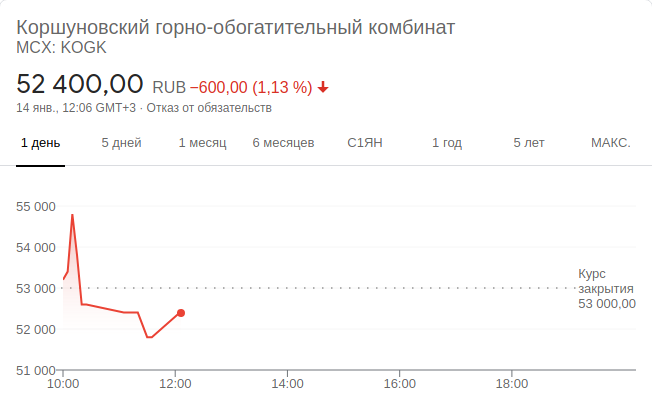 Коршуновский горно-обогатительный комбинат
MCX: KOGK
52 400,00 RUB −600,00 (1,13 %)
14 янв., 12:06 GMT+3 · Отказ от обязательств
1 день 5 дней 1 месяц 6 месяцев С1ЯН 1 год 5 лет МАКС.
55 000
54 000
53 000
52 000
51 000
Курс
закрытия
53 000,00
10:00 12:00 14:00 16:00 18:00